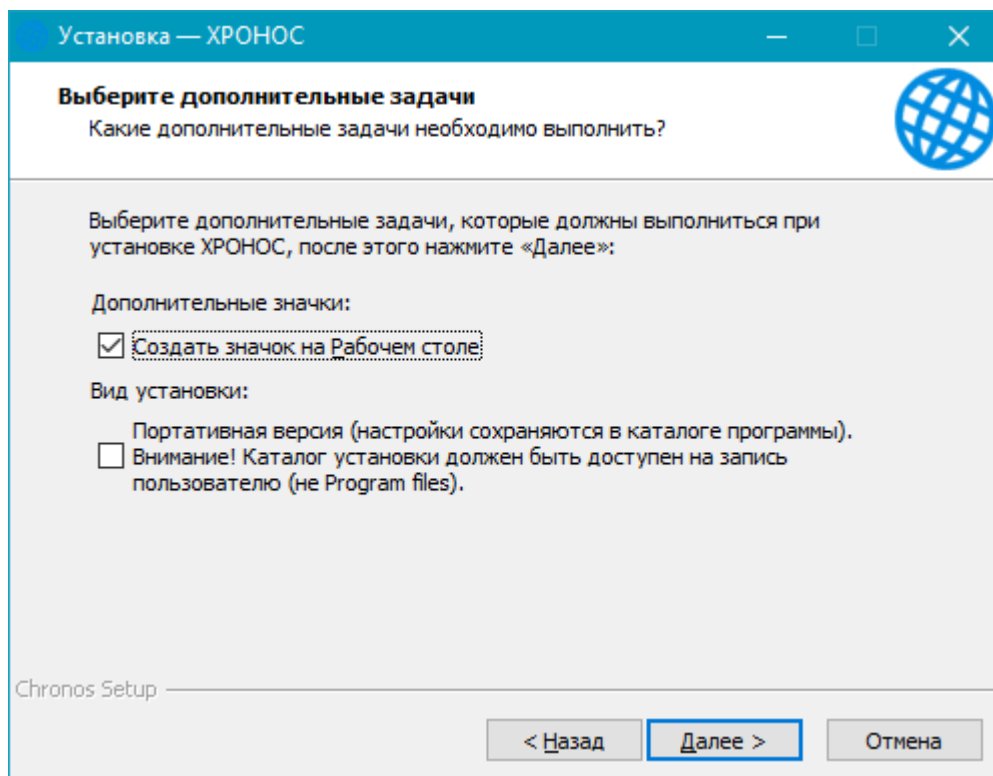 Установка — ХРОНОС
Выберите дополнительные задачи
Какие дополнительные задачи необходимо выполнить?
Выберите дополнительные задачи, которые должны выполниться при
установке ХРОНОС, после этого нажмите «Далее»:
Дополнительные значки:
Создать значок на Рабочем столе
Вид установки:
Портативная версия (настройки сохраняются в каталоге программы).
Внимание! Каталог установки должен быть доступен на запись
пользователю (не Program files).
Chronos Setup
< Назад
Далее >
Отмена